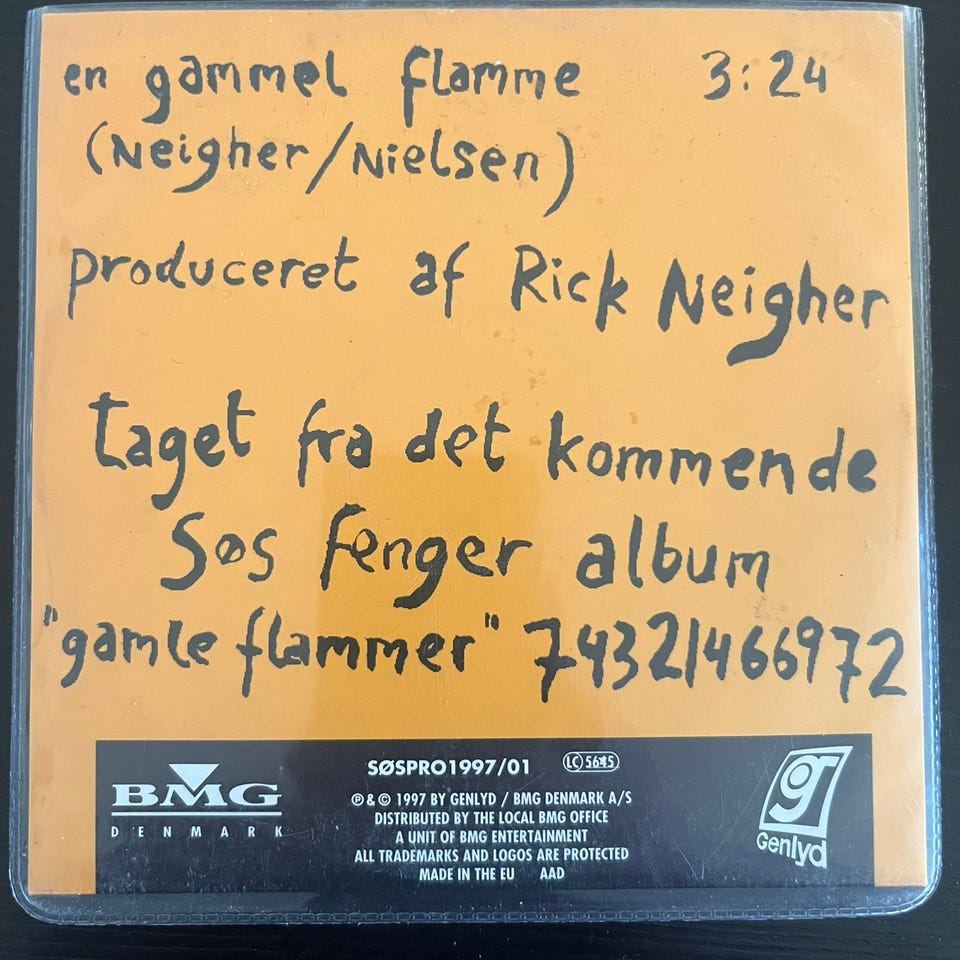 en gammel flamme 3:24
(Neigher/Nielsen)
produceret af Rick Neigher
taget fra det kommende
Søs fenger album
"gamle flammer" 74321466972
BMG
DENMARK
SØSPRO1997/01 LC 5645
℗ & © 1997 BY GENLYD / BMG DENMARK A/S
DISTRIBUTED BY THE LOCAL BMG OFFICE
A UNIT OF BMG ENTERTAINMENT
ALL TRADEMARKS AND LOGOS ARE PROTECTED
MADE IN THE EU AAD
g
Genlyd